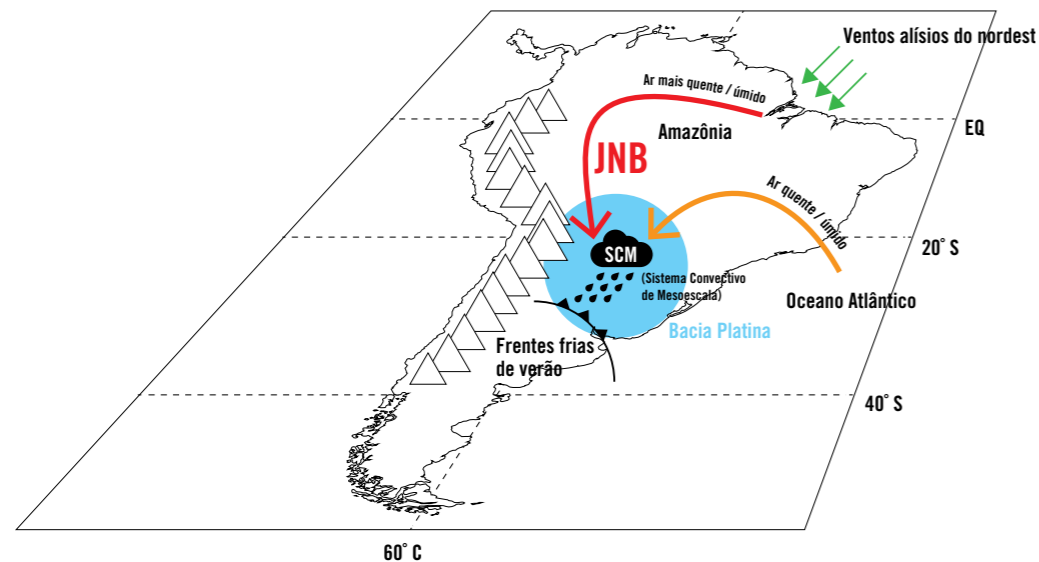 Ventos alísios do nordest
Ar mais quente / úmido
Amazônia
EQ
JNB
Ar quente / úmido
20° S
SCM
(Sistema Convectivo
de Mesoescala)
Oceano Atlântico
Bacia Platina
Frentes frias
de verão
40° S
60° C